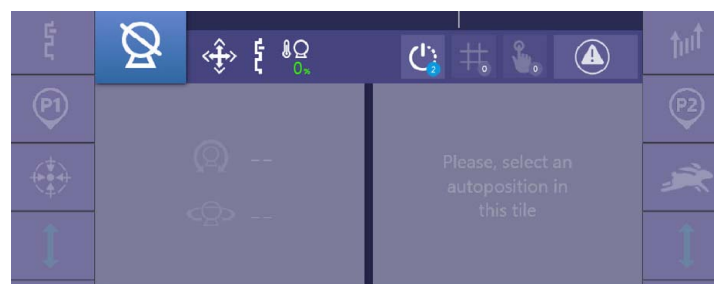 0%
2
0
0
P1
P2
--
--
Please, select an
autoposition in
this tile